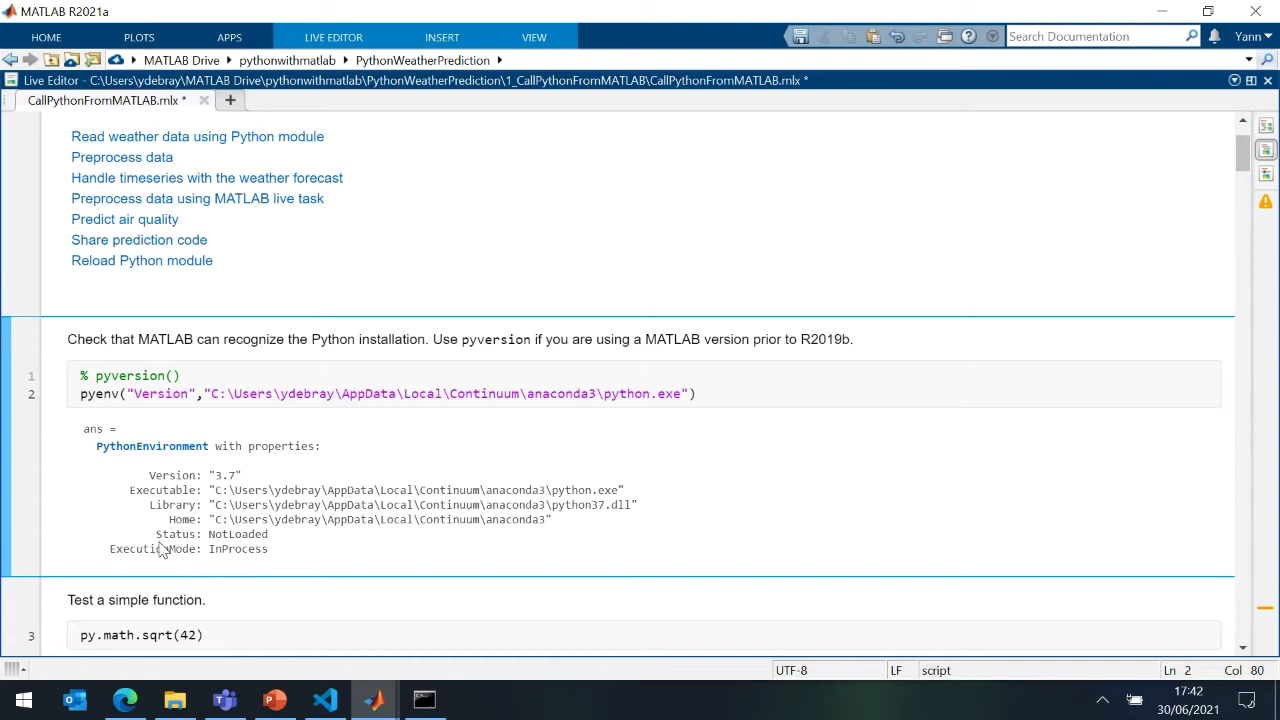 MATLAB R2021a
HOME PLOTS APPS LIVE EDITOR INSERT VIEW Search Documentation Yann
MATLAB Drive pythonwithmatlab PythonWeatherPrediction
Live Editor - C:\Users\ydebray\MATLAB Drive\pythonwithmatlab\PythonWeatherPrediction\1_CallPythonFromMATLAB\CallPythonFromMATLAB.mlx *
CallPythonFromMATLAB.mlx *
Read weather data using Python module
Preprocess data
Handle timeseries with the weather forecast
Preprocess data using MATLAB live task
Predict air quality
Share prediction code
Reload Python module
Check that MATLAB can recognize the Python installation. Use pyversion if you are using a MATLAB version prior to R2019b.
1 % pyversion()
2 pyenv("Version","C:\Users\ydebray\AppData\Local\Continuum\anaconda3\python.exe")
ans =
PythonEnvironment with properties:
Version: "3.7"
Executable: "C:\Users\ydebray\AppData\Local\Continuum\anaconda3\python.exe"
Library: "C:\Users\ydebray\AppData\Local\Continuum\anaconda3\python37.dll"
Home: "C:\Users\ydebray\AppData\Local\Continuum\anaconda3"
Status: NotLoaded
ExecutionMode: InProcess
Test a simple function.
3 py.math.sqrt(42)
UTF-8 LF script Ln 2 Col 80
17:42
30/06/2021